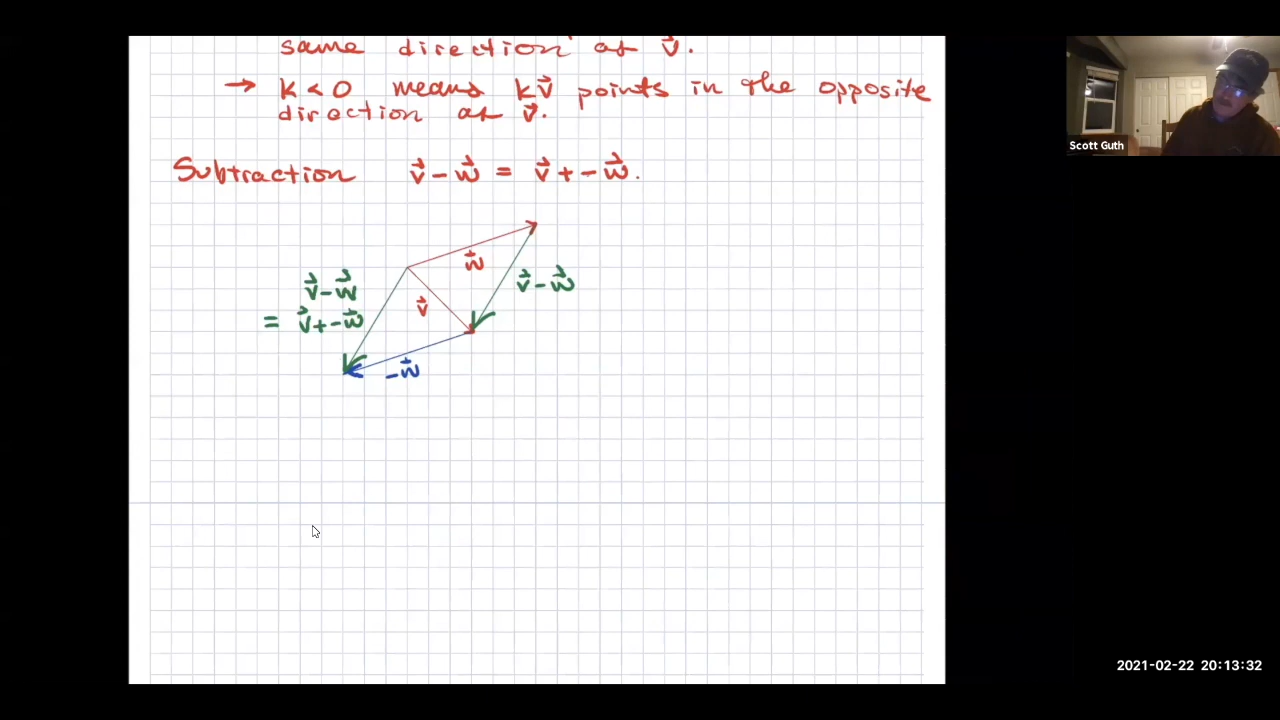 same direction as v⃗.
→ k < 0 means kv⃗ points in the opposite
direction as v⃗.
Subtraction v⃗ - w⃗ = v⃗ + - w⃗.
w⃗
v⃗ - w⃗
v⃗ - w⃗
v⃗
= v⃗ + - w⃗
-w⃗
Scott Guth
2021-02-22 20:13:32